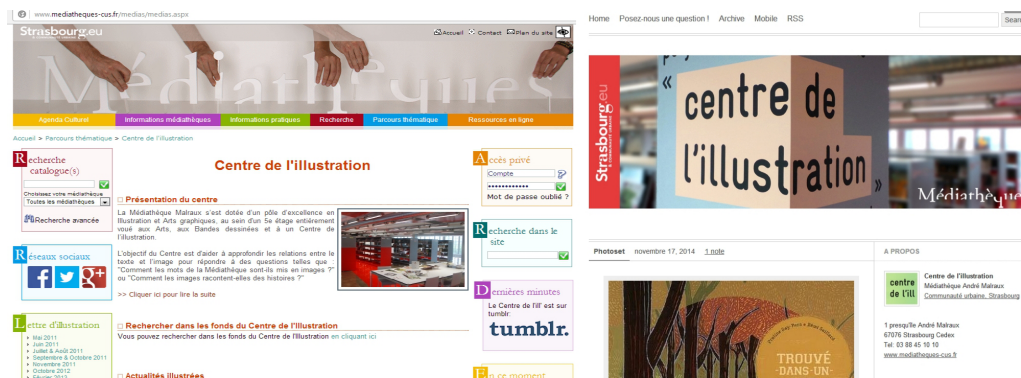 www.mediatheques-cus.fr/medias/medias.aspx
Strasbourg.eu
Accueil Contact Plan du site
Médiathèques
Agenda Culturel Informations médiathèques Informations pratiques Recherche Parcours thématique Ressources en ligne
Accueil > Parcours thématique > Centre de l'illustration
Recherche
catalogue(s)
Choisissez votre médiathèque
Toutes les médiathèques
Recherche avancée
Réseaux sociaux
Lettre d'illustration
Mai 2011
Juin 2011
Juillet & Août 2011
Septembre & Octobre 2011
Novembre 2011
Octobre 2012
Février 2013
Centre de l'illustration
Présentation du centre
La Médiathèque Malraux s'est dotée d'un pôle d'excellence en
Illustration et Arts graphiques, au sein d'un 5e étage entièrement
voué aux Arts, aux Bandes dessinées et à un Centre de
l'illustration.
L'objectif du Centre est d'aider à approfondir les relations entre le
texte et l'image pour répondre à des questions telles que :
"Comment les mots de la Médiathèque sont-ils mis en images ?"
ou "Comment les images racontent-elles des histoires ?"
>> Cliquer ici pour lire la suite
Rechercher dans les fonds du Centre de l'Illustration
Vous pouvez rechercher dans les fonds du Centre de l'Illustration en cliquant ici
Actualités illustrées
Accès privé
Compte
Mot de passe oublié ?
Recherche dans le
site
Dernières minutes
Le Centre de l'ill' est sur
tumblr:
tumblr.
En ce moment
Home Posez-nous une question ! Archive Mobile RSS
Sear
Strasbourg.eu
"centre de
l'illustration"
Médiathèque
Photoset novembre 17, 2014 1 note
TROUVÉ
-DANS-UN-
A PROPOS
centre
de l'ill
Centre de l'illustration
Médiathèque André Malraux
Communauté urbaine, Strasbourg
1 presqu'île André Malraux
67076 Strasbourg Cedex
Tel: 03 88 45 10 10
www.mediatheques-cus.fr